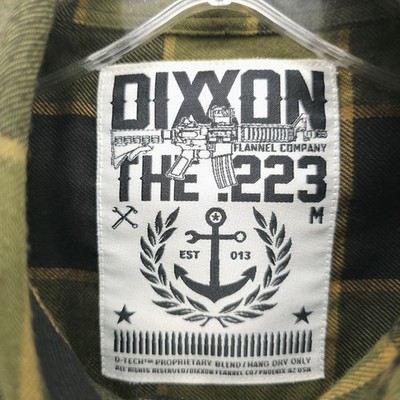 DIXXON
FLANNEL COMPANY
THE .223
M
EST 013
D-TECH™ PROPRIETARY BLEND/HANG DRY ONLY
ALL RIGHTS RESERVED/DIXXON FLANNEL CO/PHOENIX AZ USA